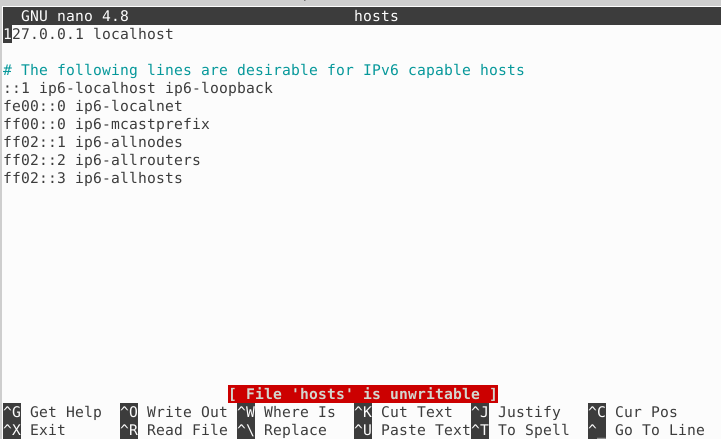 GNU nano 4.8 hosts
127.0.0.1 localhost
# The following lines are desirable for IPv6 capable hosts
::1 ip6-localhost ip6-loopback
fe00::0 ip6-localnet
ff00::0 ip6-mcastprefix
ff02::1 ip6-allnodes
ff02::2 ip6-allrouters
ff02::3 ip6-allhosts
[ File 'hosts' is unwritable ]
^G Get Help ^O Write Out ^W Where Is ^K Cut Text ^J Justify ^C Cur Pos
^X Exit ^R Read File ^\ Replace ^U Paste Text ^T To Spell ^_ Go To Line